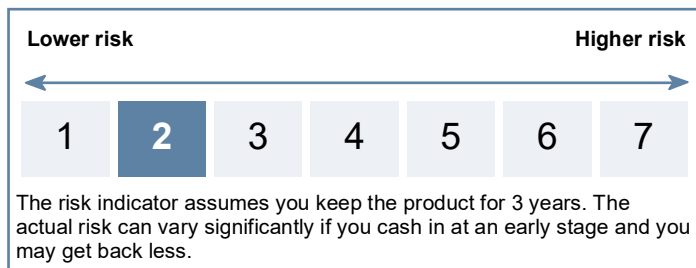 Lower risk Higher risk
1 2 3 4 5 6 7
The risk indicator assumes you keep the product for 3 years. The
actual risk can vary significantly if you cash in at an early stage and you
may get back less.